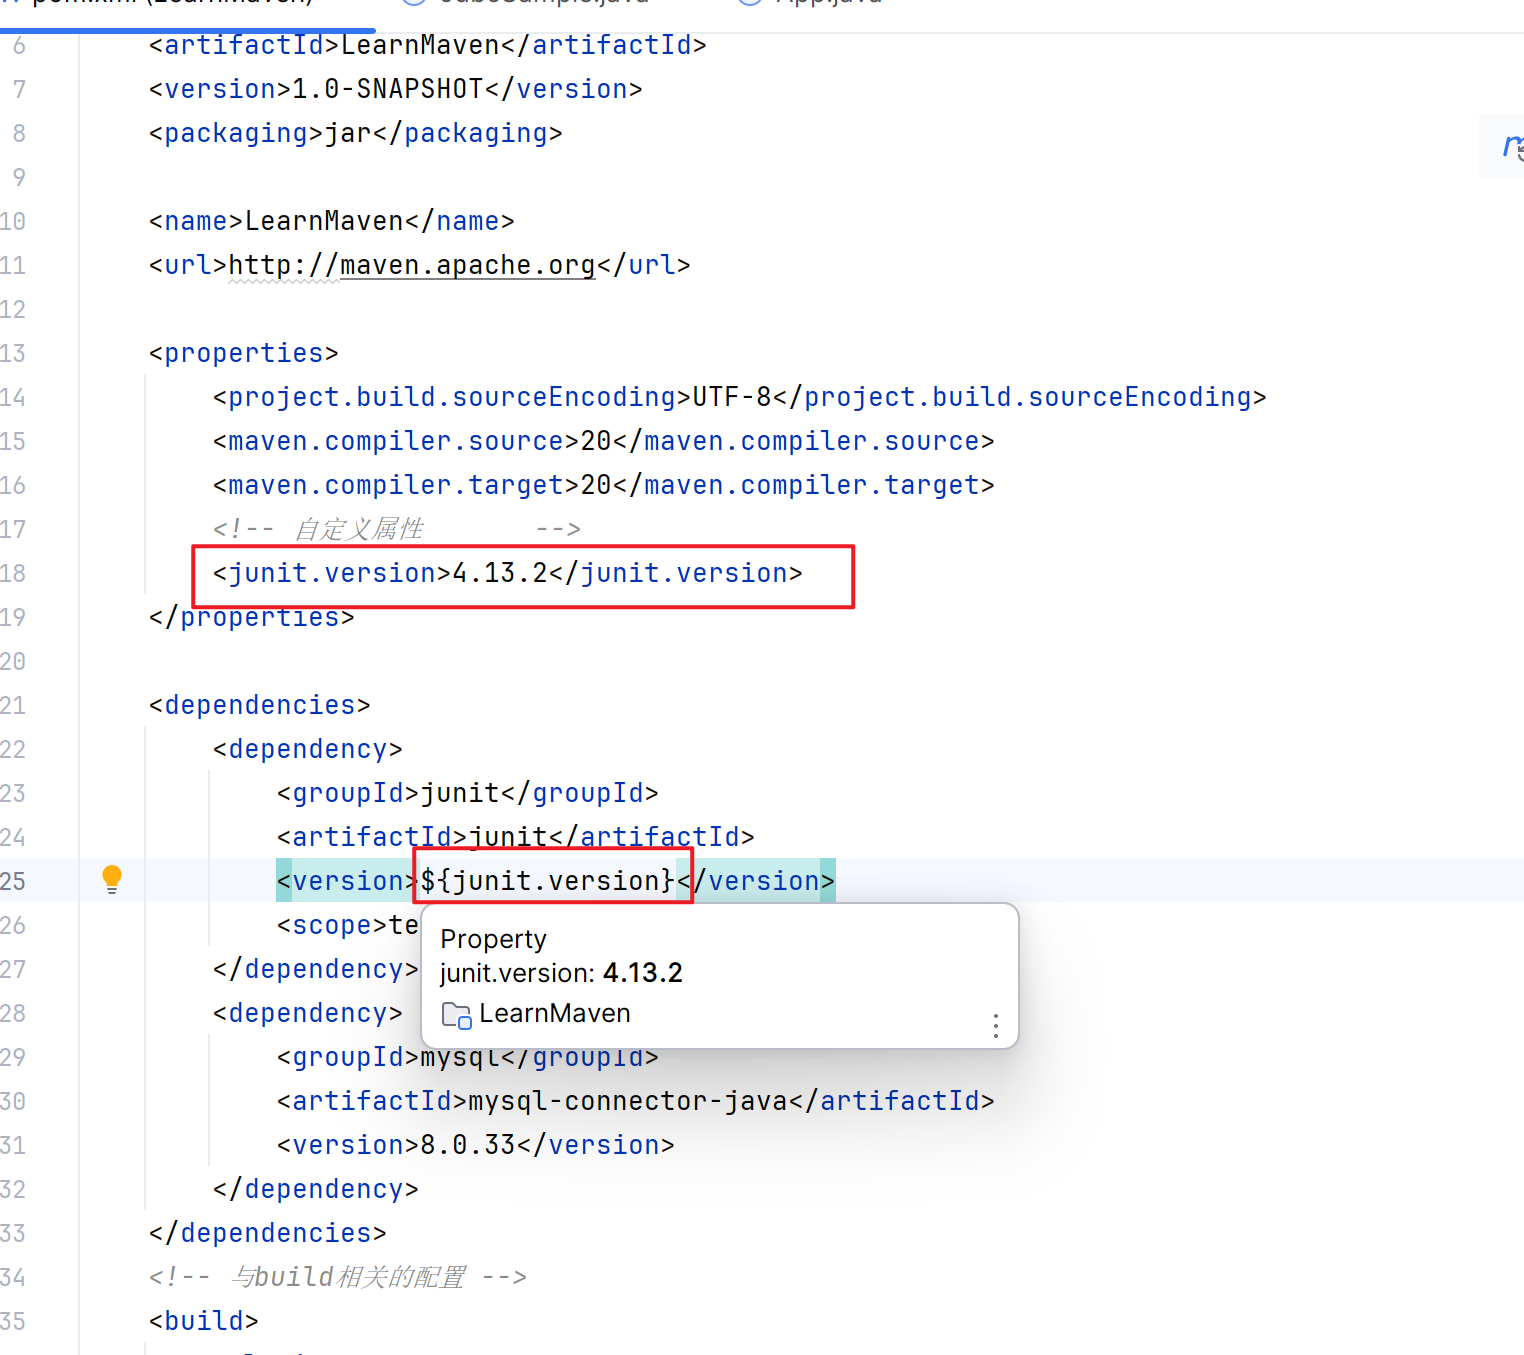 6 <artifactId>LearnMaven</artifactId>
7 <version>1.0-SNAPSHOT</version>
8 <packaging>jar</packaging>
9
10 <name>LearnMaven</name>
11 <url>http://maven.apache.org</url>
12
13 <properties>
14 <project.build.sourceEncoding>UTF-8</project.build.sourceEncoding>
15 <maven.compiler.source>20</maven.compiler.source>
16 <maven.compiler.target>20</maven.compiler.target>
17 <!-- 自定义属性 -->
18 <junit.version>4.13.2</junit.version>
19 </properties>
20
21 <dependencies>
22 <dependency>
23 <groupId>junit</groupId>
24 <artifactId>junit</artifactId>
25 <version>${junit.version}</version>
26 <scope>te
27 </dependency>
28 <dependency>
Property
junit.version: 4.13.2
LearnMaven
29 <groupId>mysql</groupId>
30 <artifactId>mysql-connector-java</artifactId>
31 <version>8.0.33</version>
32 </dependency>
33 </dependencies>
34 <!-- 与build相关的配置 -->
35 <build>